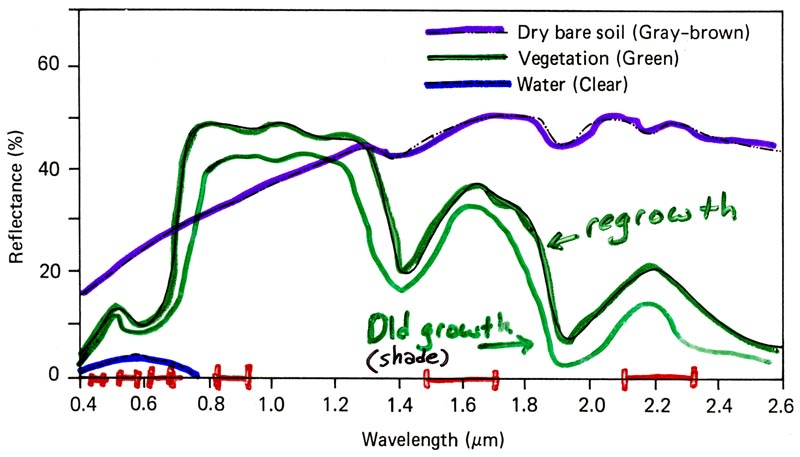 Dry bare soil (Gray-brown)
Vegetation (Green)
Water (Clear)
60
40
20
0
Reflectance (%)
regrowth
Old growth
(shade)
0.4 0.6 0.8 1.0 1.2 1.4 1.6 1.8 2.0 2.2 2.4 2.6
Wavelength (μm)